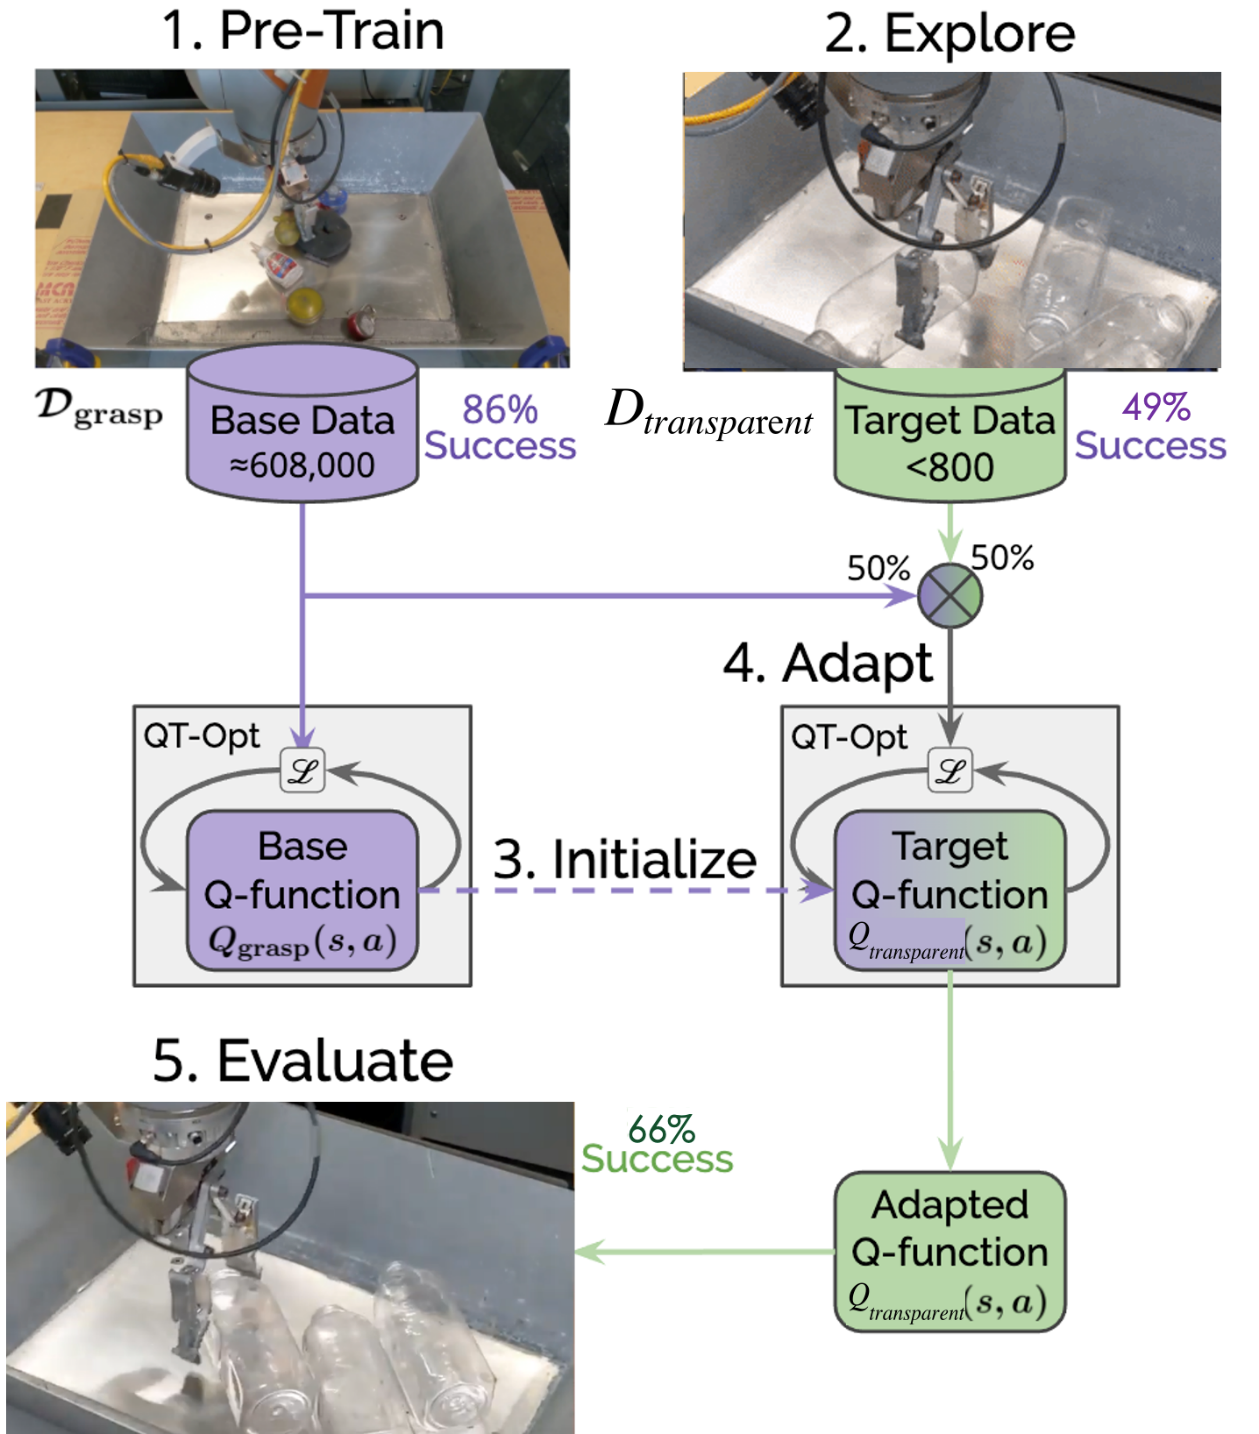 1. Pre-Train
2. Explore
𝒟grasp
Base Data
≈608,000
86%
Success
Dtransparent
Target Data
<800
49%
Success
50%
50%
4. Adapt
QT-Opt
ℒ
Base
Q-function
Qgrasp(s, a)
3. Initialize
QT-Opt
ℒ
Target
Q-function
Qtransparent(s, a)
5. Evaluate
66%
Success
Adapted
Q-function
Qtransparent(s, a)